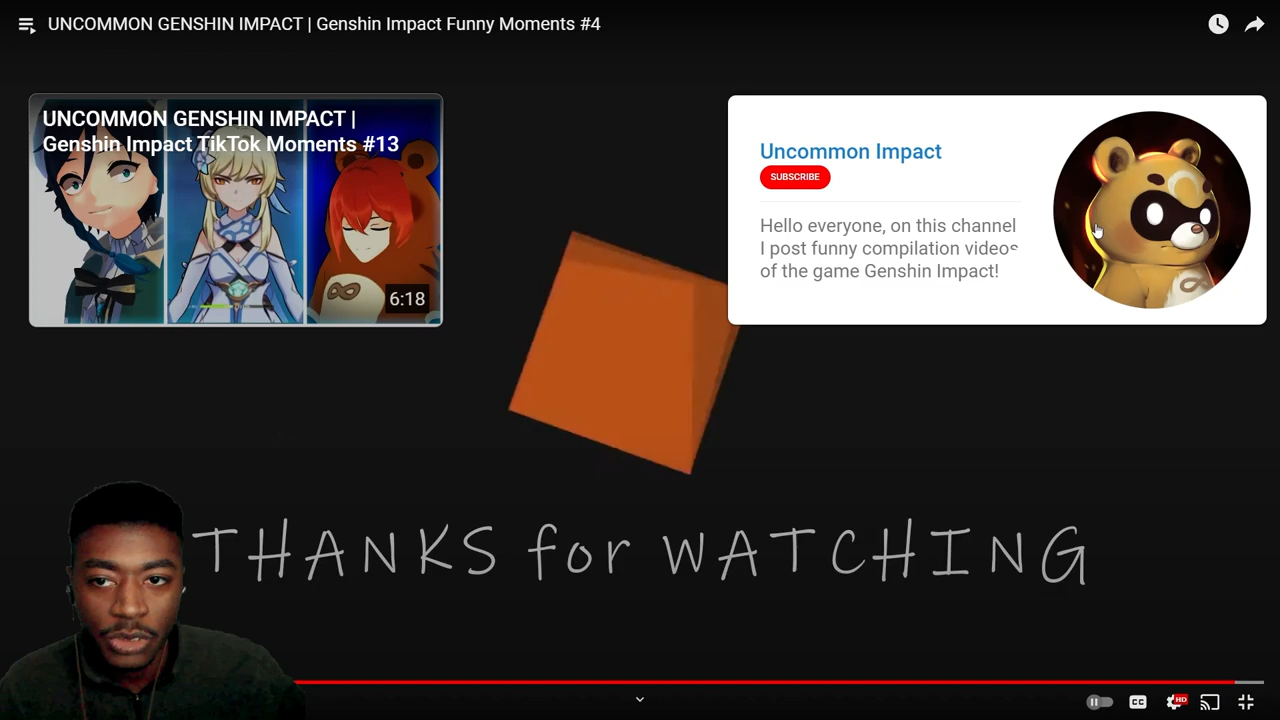 UNCOMMON GENSHIN IMPACT | Genshin Impact Funny Moments #4
UNCOMMON GENSHIN IMPACT |
Genshin Impact TikTok Moments #13
6:18
Uncommon Impact
SUBSCRIBE
Hello everyone, on this channel
I post funny compilation videos
of the game Genshin Impact!
THANKS for WATCHING
CC
HD